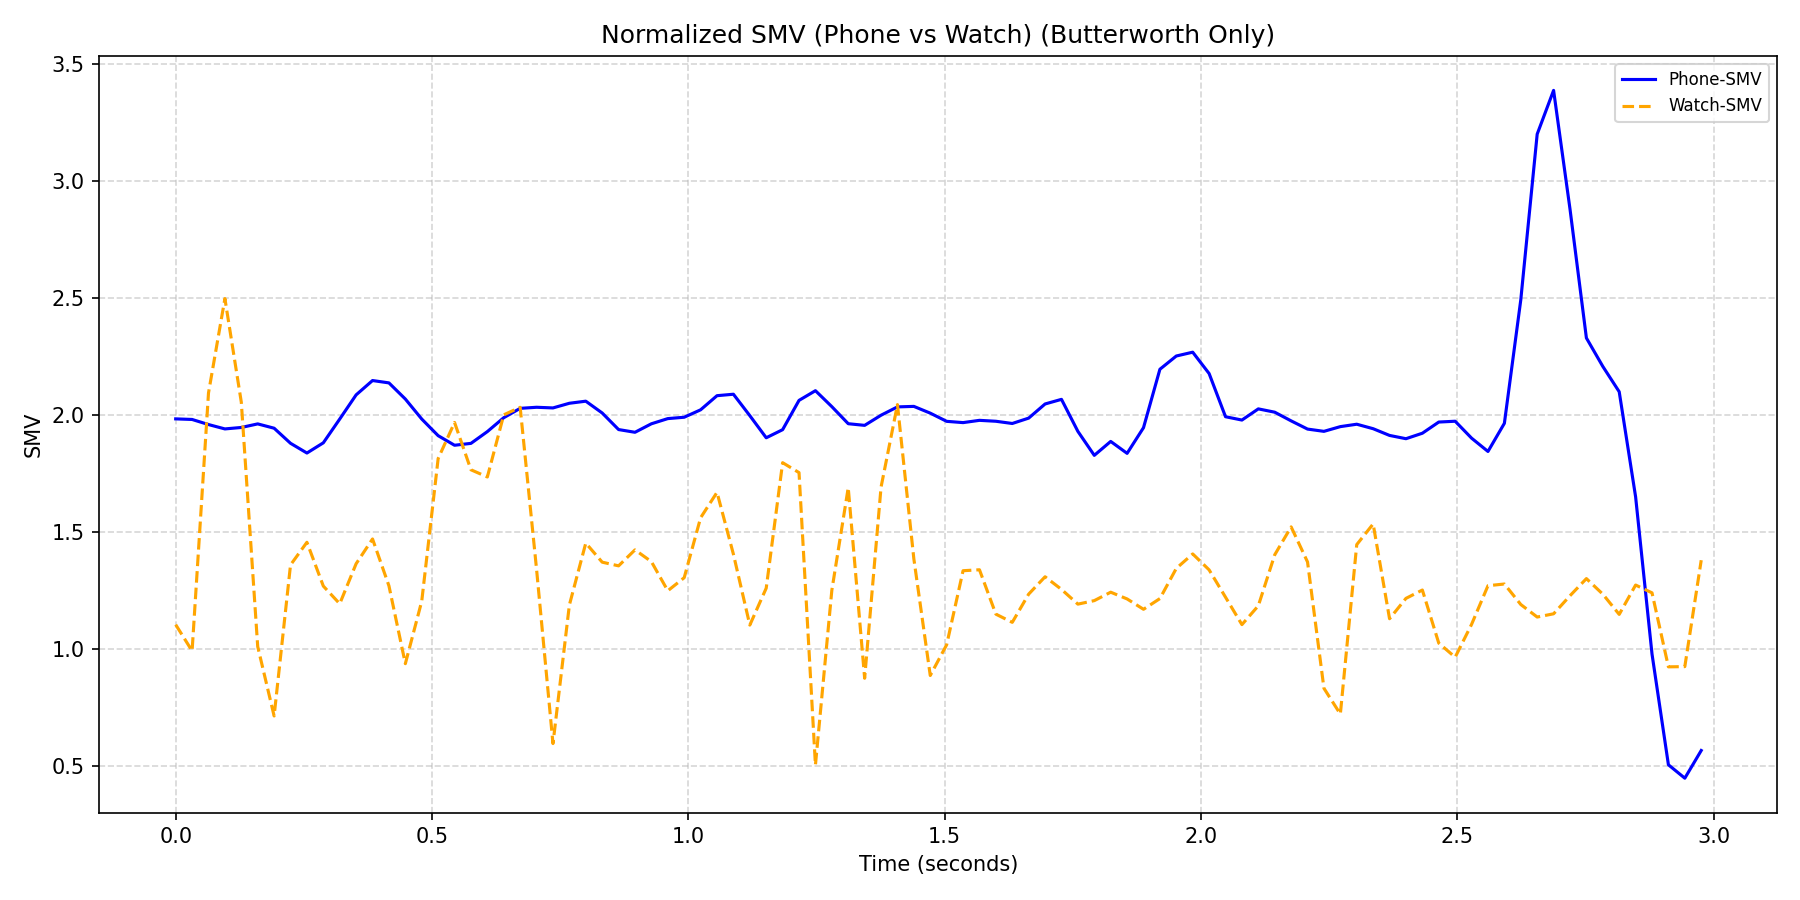 Normalized SMV (Phone vs Watch) (Butterworth Only)
Phone-SMV
Watch-SMV
SMV
3.5
3.0
2.5
2.0
1.5
1.0
0.5
0.0 0.5 1.0 1.5 2.0 2.5 3.0
Time (seconds)